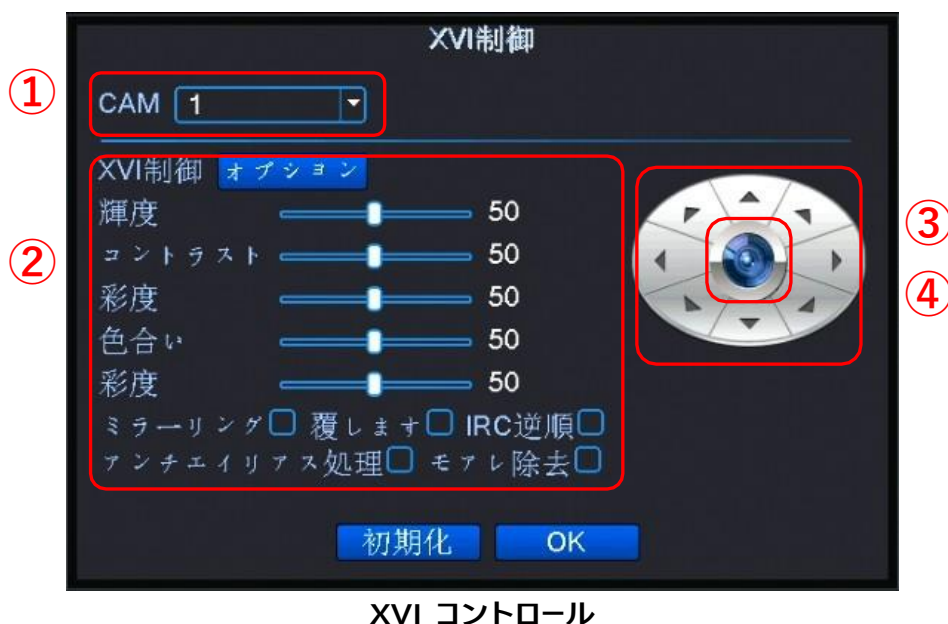 XVI制御
① CAM 1
XVI制御 オプション
輝度 50
② コントラスト 50
彩度 50
色合い 50
彩度 50
ミラーリング 覆します IRC逆順
アンチエイリアス処理 モアレ除去
③
④
初期化 OK
XVI コントロール